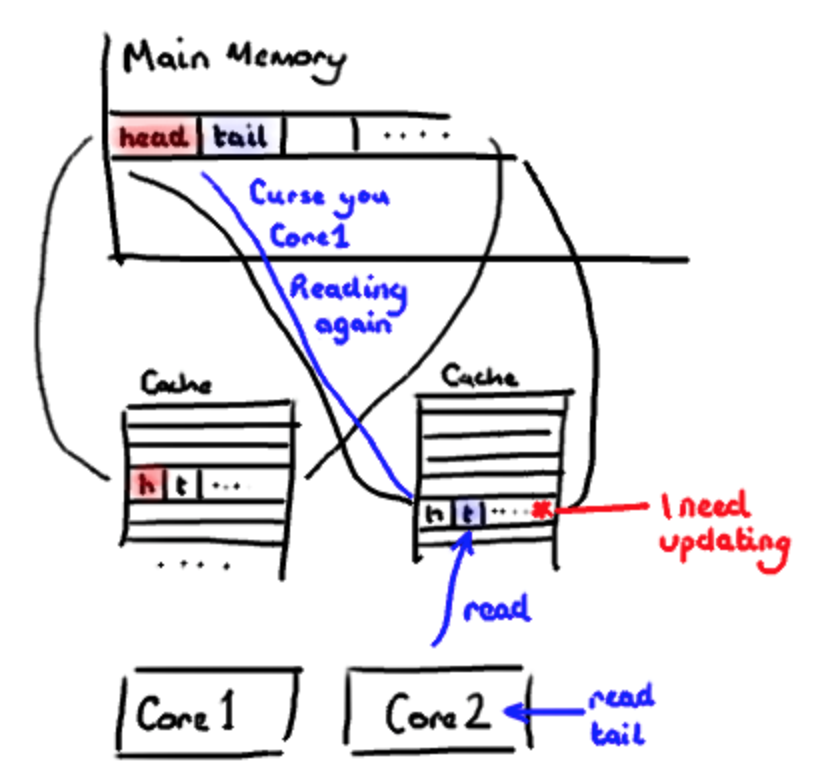 Main Memory
head tail ....
Curse you
Core1
Reading
again
Cache
Cache
h t ...
h t .... *
I need
updating
....
read
Core 1
Core 2
read
tail